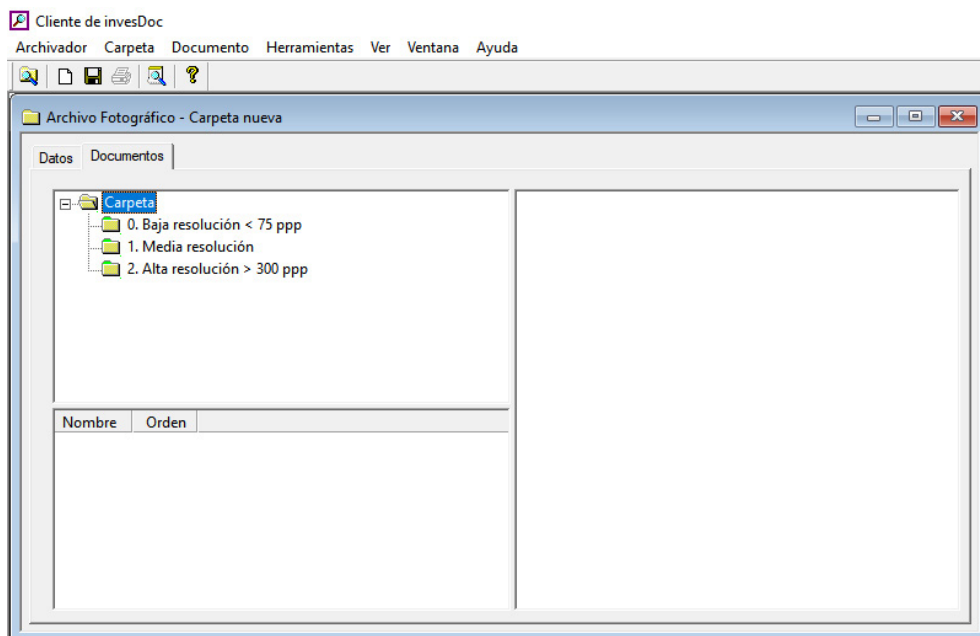 Cliente de invesDoc
Archivador Carpeta Documento Herramientas Ver Ventana Ayuda
Archivo Fotográfico - Carpeta nueva
Datos Documentos
Carpeta
0. Baja resolución < 75 ppp
1. Media resolución
2. Alta resolución > 300 ppp
Nombre Orden